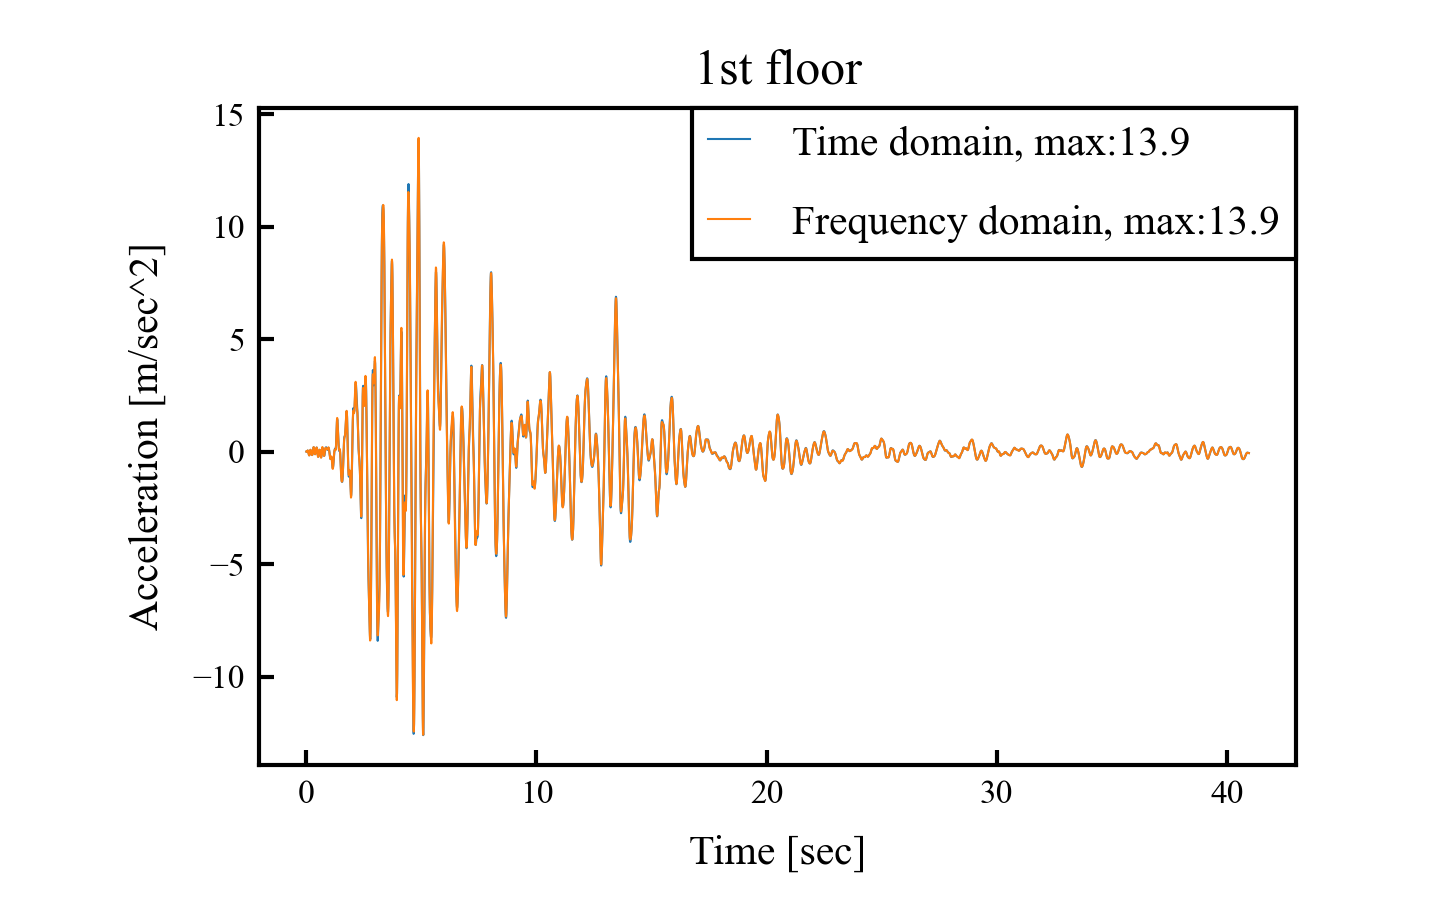 1st floor
Time domain, max:13.9
Frequency domain, max:13.9
Acceleration [m/sec^2]
15
10
5
0
−5
−10
0 10 20 30 40
Time [sec]